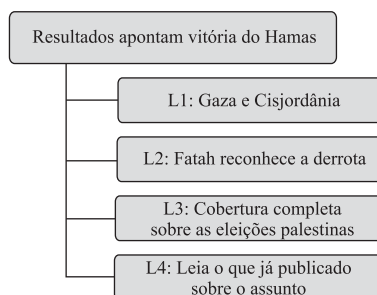 Resultados apontam vitória do Hamas
L1: Gaza e Cisjordânia
L2: Fatah reconhece a derrota
L3: Cobertura completa
sobre as eleições palestinas
L4: Leia o que já publicado
sobre o assunto